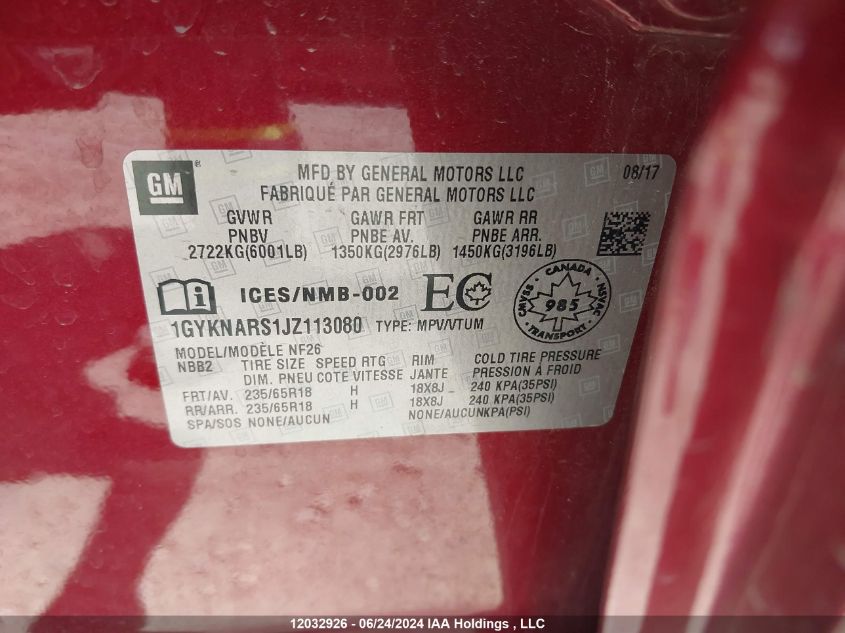 GM
MFD BY GENERAL MOTORS LLC 08/17
FABRIQUÉ PAR GENERAL MOTORS LLC
GVWR GAWR FRT GAWR RR
PNBV PNBE AV. PNBE ARR.
2722KG(6001LB) 1350KG(2976LB) 1450KG(3196LB)
i ICES/NMB-002 EC
CANADA
CMVSS 985 NSVAC
TRANSPORT
1GYKNARS1JZ113080 TYPE: MPV/VTUM
MODEL/MODÈLE NF26
NBB2 TIRE SIZE SPEED RTG RIM COLD TIRE PRESSURE
DIM. PNEU COTE VITESSE JANTE PRESSION À FROID
FRT/AV. 235/65R18 H 18X8J 240 KPA(35PSI)
RR/ARR. 235/65R18 H 18X8J 240 KPA(35PSI)
SPA/SOS NONE/AUCUN NONE/AUCUNKPA(PSI)
12032926 - 06/24/2024 IAA Holdings , LLC